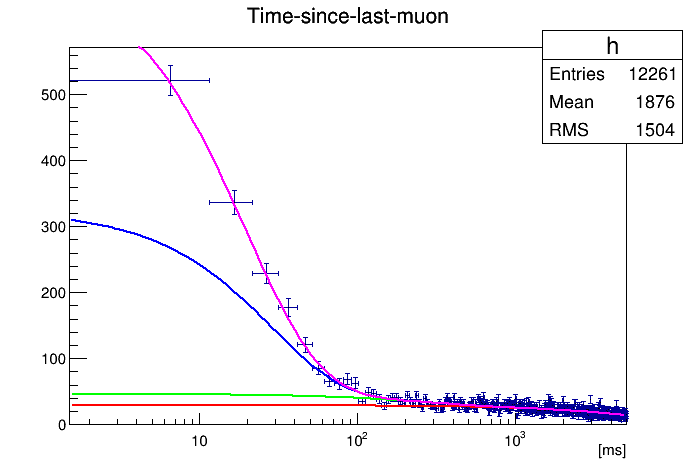 Time-since-last-muon
h
Entries 12261
Mean 1876
RMS 1504
500
400
300
200
100
0
10 10² 10³
[ms]